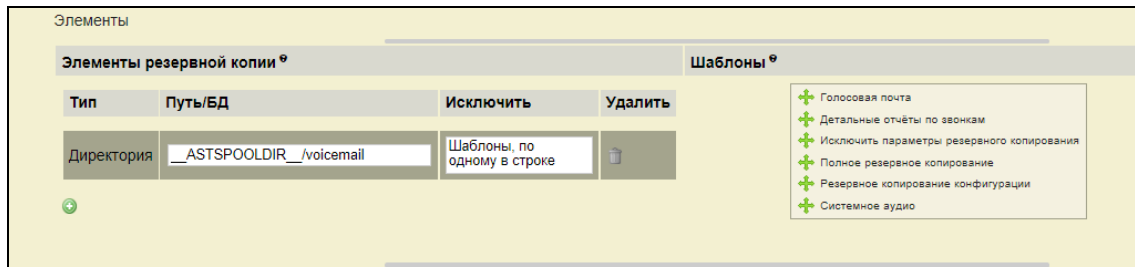 Элементы
Элементы резервной копии
Шаблоны
Тип Путь/БД Исключить Удалить
Директория __ASTSPOOLDIR__/voicemail Шаблоны, по
одному в строке
Голосовая почта
Детальные отчёты по звонкам
Исключить параметры резервного копирования
Полное резервное копирование
Резервное копирование конфигурации
Системное аудио